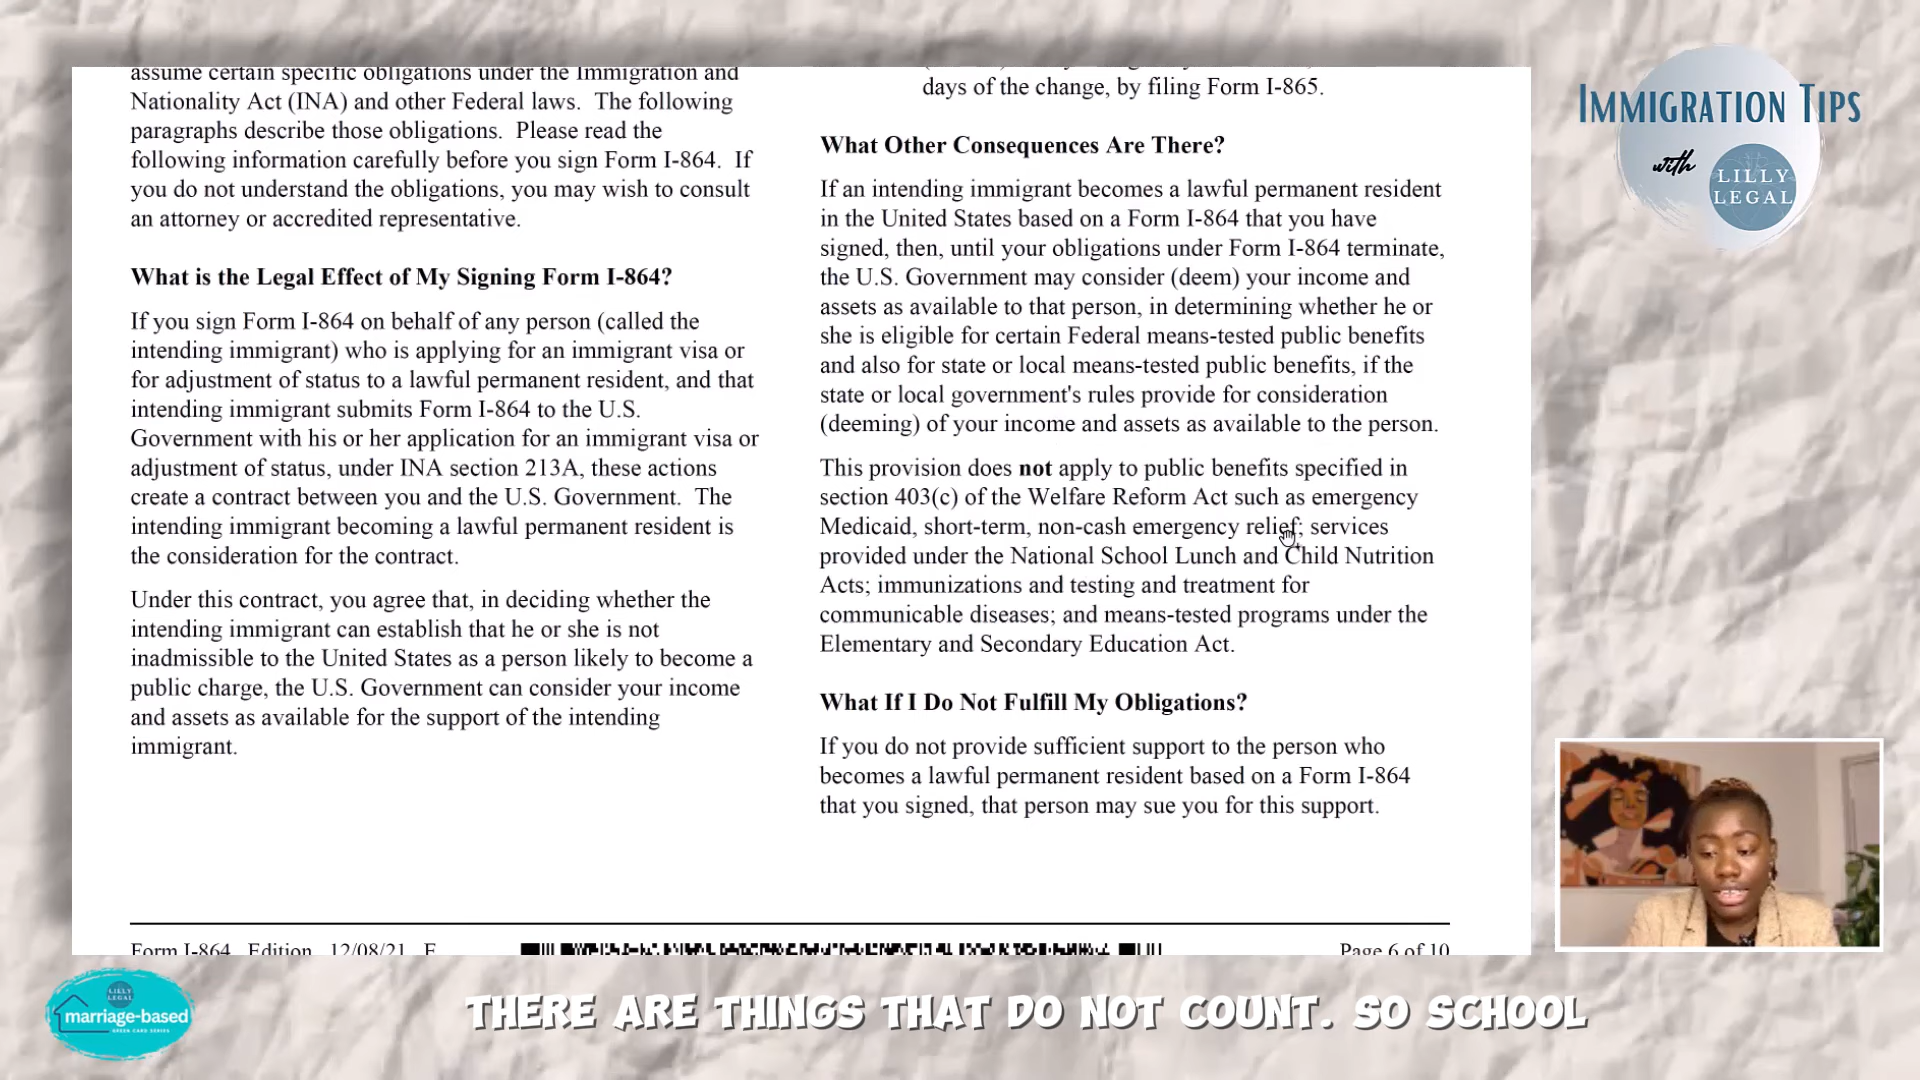 assume certain specific obligations under the Immigration and
Nationality Act (INA) and other Federal laws.  The following
paragraphs describe those obligations.  Please read the
following information carefully before you sign Form I-864.  If
you do not understand the obligations, you may wish to consult
an attorney or accredited representative.
What is the Legal Effect of My Signing Form I-864?
If you sign Form I-864 on behalf of any person (called the
intending immigrant) who is applying for an immigrant visa or
for adjustment of status to a lawful permanent resident, and that
intending immigrant submits Form I-864 to the U.S.
Government with his or her application for an immigrant visa or
adjustment of status, under INA section 213A, these actions
create a contract between you and the U.S. Government.  The
intending immigrant becoming a lawful permanent resident is
the consideration for the contract.
Under this contract, you agree that, in deciding whether the
intending immigrant can establish that he or she is not
inadmissible to the United States as a person likely to become a
public charge, the U.S. Government can consider your income
and assets as available for the support of the intending
immigrant.
days of the change, by filing Form I-865.
What Other Consequences Are There?
If an intending immigrant becomes a lawful permanent resident
in the United States based on a Form I-864 that you have
signed, then, until your obligations under Form I-864 terminate,
the U.S. Government may consider (deem) your income and
assets as available to that person, in determining whether he or
she is eligible for certain Federal means-tested public benefits
and also for state or local means-tested public benefits, if the
state or local government's rules provide for consideration
(deeming) of your income and assets as available to the person.
This provision does not apply to public benefits specified in
section 403(c) of the Welfare Reform Act such as emergency
Medicaid, short-term, non-cash emergency relief; services
provided under the National School Lunch and Child Nutrition
Acts; immunizations and testing and treatment for
communicable diseases; and means-tested programs under the
Elementary and Secondary Education Act.
What If I Do Not Fulfill My Obligations?
If you do not provide sufficient support to the person who
becomes a lawful permanent resident based on a Form I-864
that you signed, that person may sue you for this support.
Form I-864   Edition   12/08/21   E
Page 6 of 10
IMMIGRATION TIPS
with
LILLY
LEGAL
LILLY
LEGAL
marriage-based
GREEN CARD SERIES
THERE ARE THINGS THAT DO NOT COUNT. SO SCHOOL